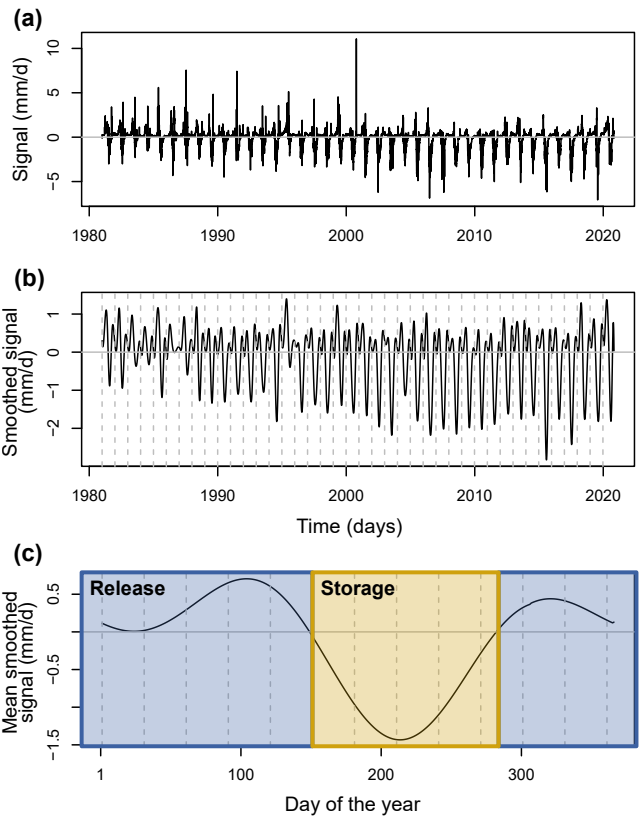 (a)
Signal (mm/d)
10
5
0
−5
1980 1990 2000 2010 2020
(b)
Smoothed signal
(mm/d)
1
0
−1
−2
1980 1990 2000 2010 2020
Time (days)
(c)
Release Storage
Mean smoothed
signal (mm/d)
0.5
−0.5
−1.5
1 100 200 300
Day of the year